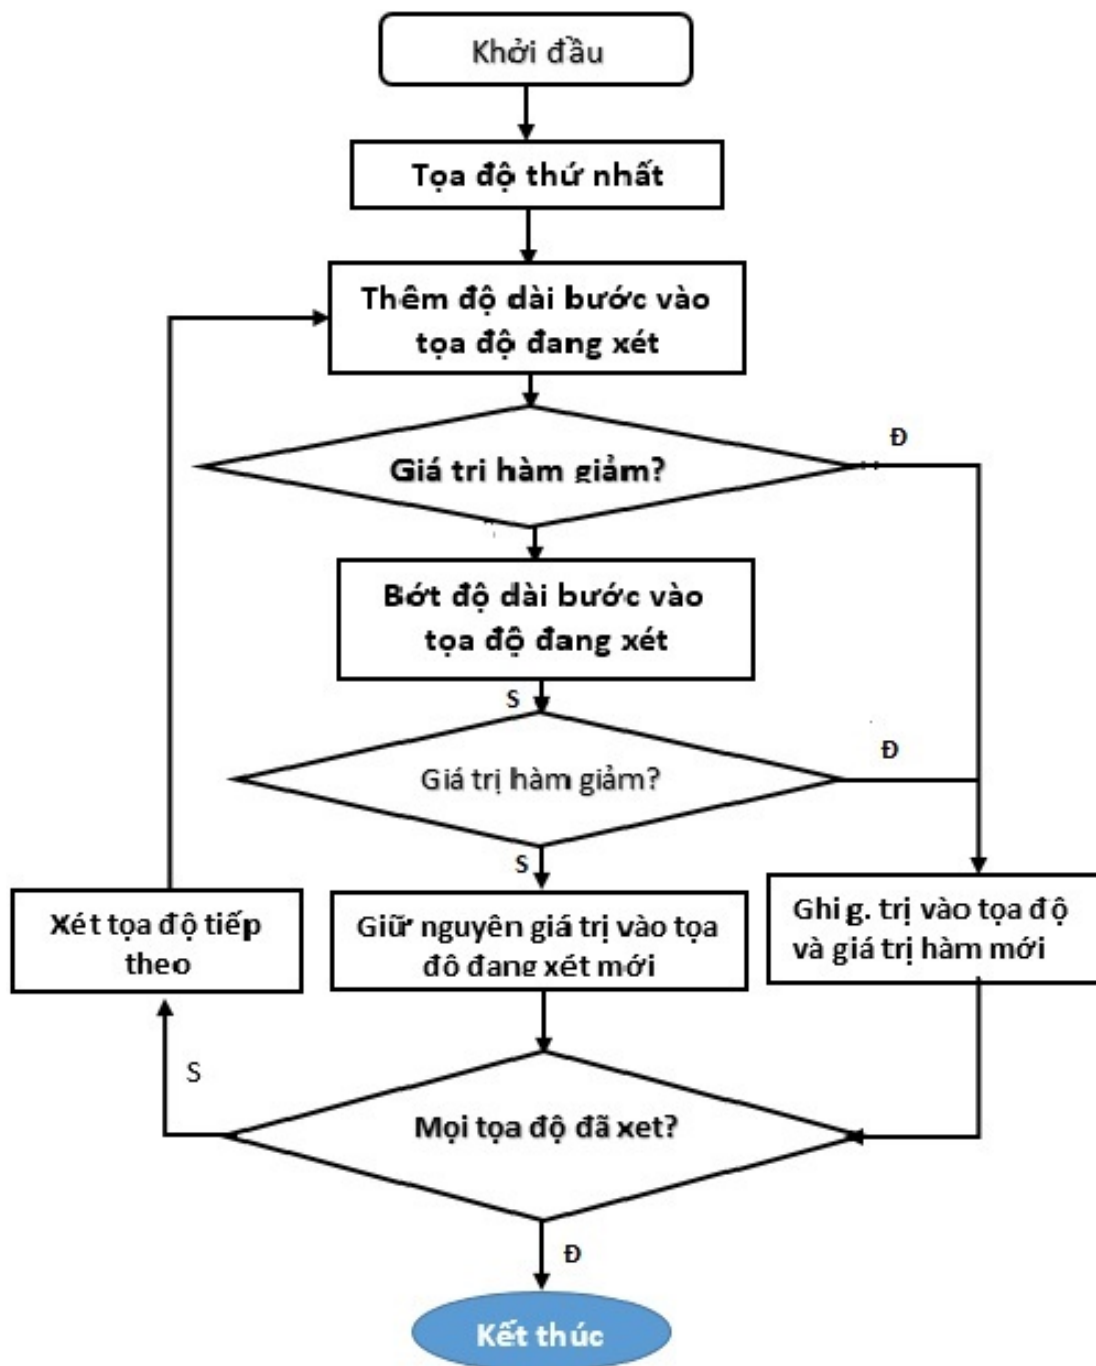 Khởi đầu
Tọa độ thứ nhất
Thêm độ dài bước vào
tọa độ đang xét
Đ
Giá tri hàm giảm?
Bớt độ dài bước vào
tọa độ đang xét
S
Đ
Giá trị hàm giảm?
S
Xét tọa độ tiếp
theo
Giữ nguyên giá trị vào tọa
đô đang xét mới
Ghi g. trị vào tọa độ
và giá trị hàm mới
S
Mọi tọa độ đã xet?
Đ
Kết thúc